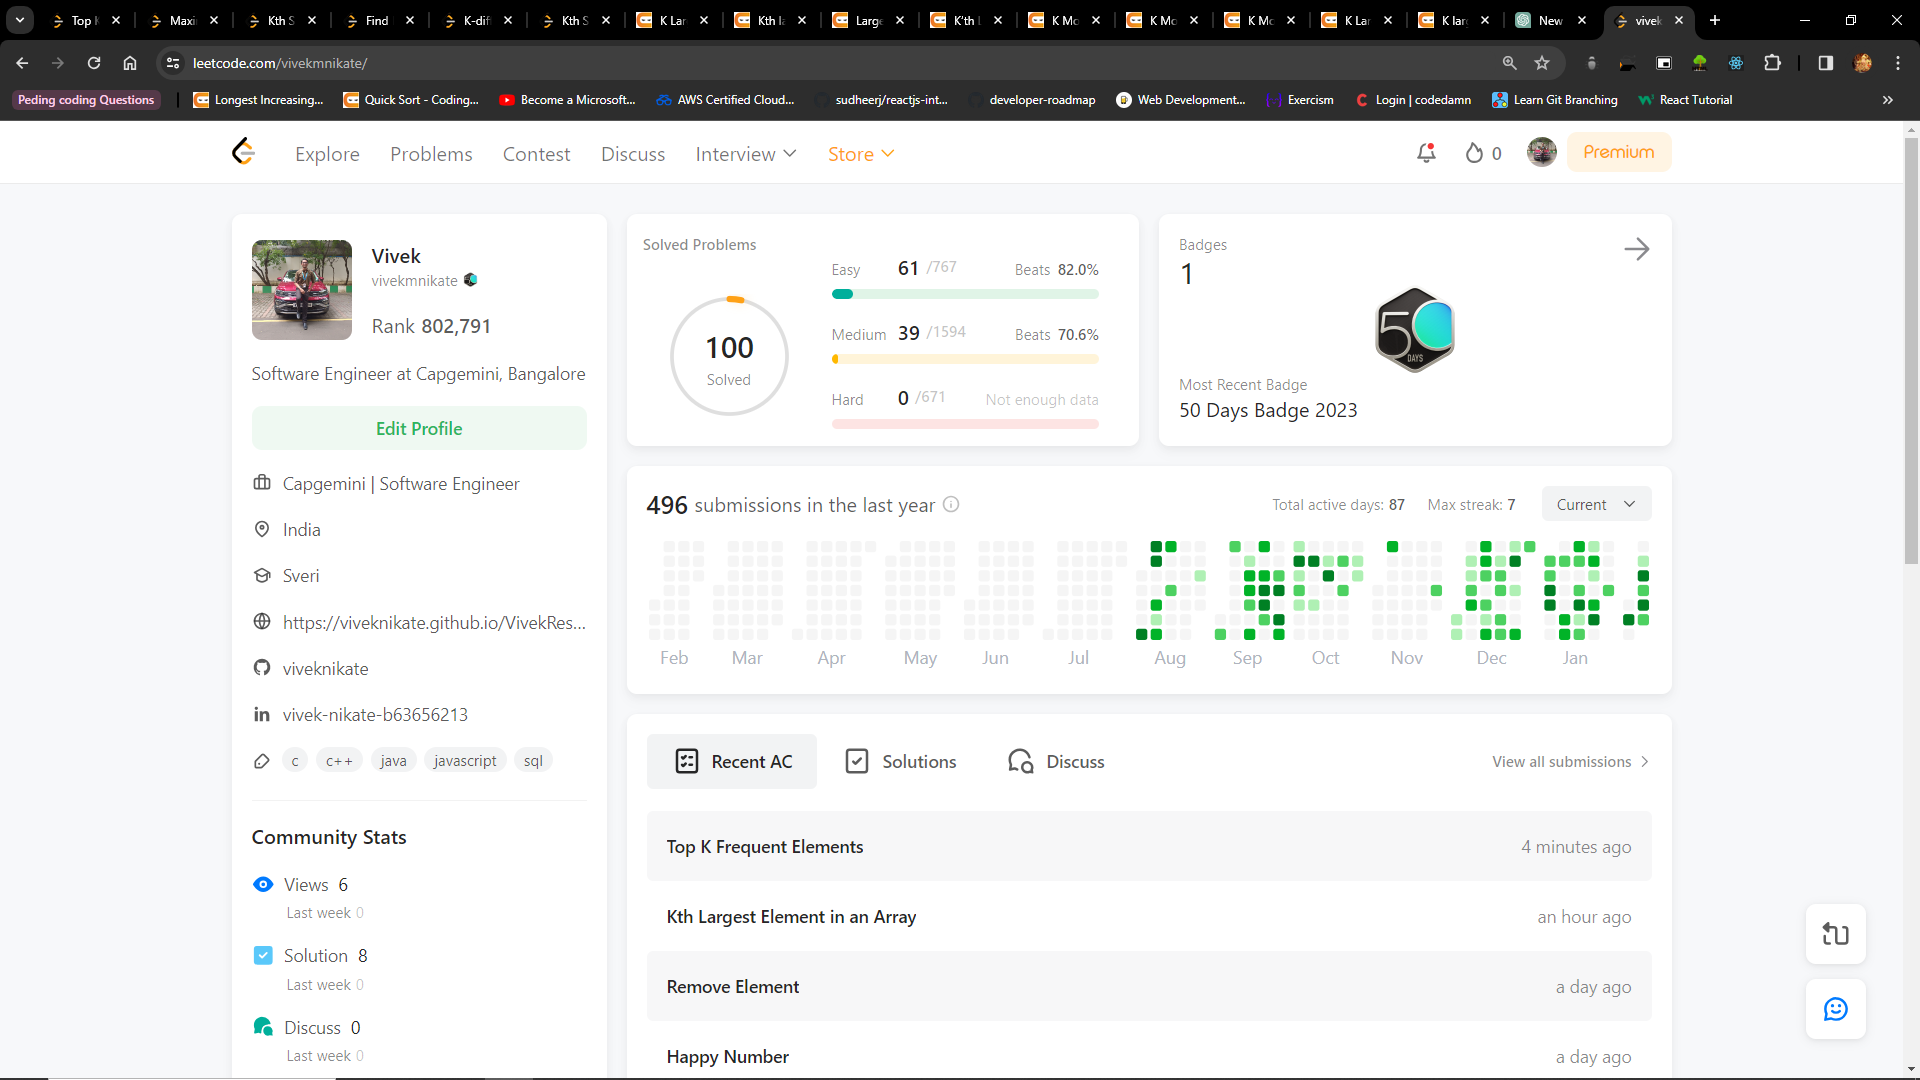 Top K
Maxi
Kth S
Find
K-dif
Kth S
K Lar
Kth la
Large
K'th L
K Mo
K Mo
K Mo
K Lar
K lar
New
vivek
leetcode.com/vivekmnikate/
Peding coding Questions
Longest Increasing...
Quick Sort - Coding...
Become a Microsoft...
AWS Certified Cloud...
sudheerj/reactjs-int...
developer-roadmap
Web Development...
Exercism
Login | codedamn
Learn Git Branching
React Tutorial
Explore
Problems
Contest
Discuss
Interview
Store
0
Premium
Vivek
vivekmnikate
Rank 802,791
Software Engineer at Capgemini, Bangalore
Edit Profile
Capgemini | Software Engineer
India
Sveri
https://viveknikate.github.io/VivekRes...
viveknikate
vivek-nikate-b63656213
c
c++
java
javascript
sql
Community Stats
Views 6
Last week 0
Solution 8
Last week 0
Discuss 0
Last week 0
Solved Problems
100
Solved
Easy 61 /767 Beats 82.0%
Medium 39 /1594 Beats 70.6%
Hard 0 /671 Not enough data
Badges
1
50
DAYS
Most Recent Badge
50 Days Badge 2023
496 submissions in the last year
Total active days: 87
Max streak: 7
Current
Feb Mar Apr May Jun Jul Aug Sep Oct Nov Dec Jan
Recent AC
Solutions
Discuss
View all submissions
Top K Frequent Elements
4 minutes ago
Kth Largest Element in an Array
an hour ago
Remove Element
a day ago
Happy Number
a day ago